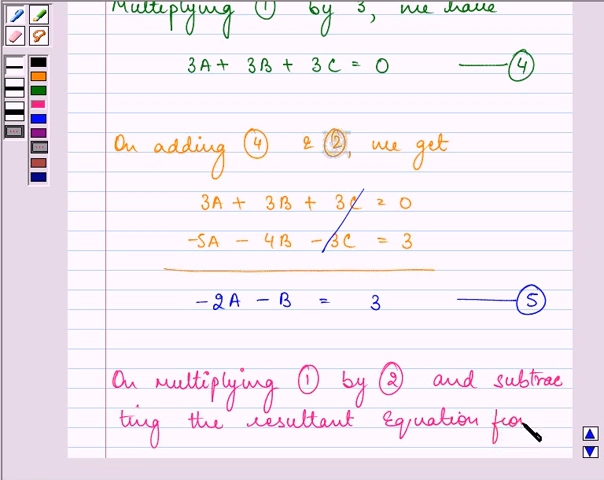 Multiplying ① by 3, we have
3A + 3B + 3C = 0 —— ④
On adding ④ & ②, we get
3A + 3B + 3C = 0
-5A - 4B - 3C = 3
-2A - B = 3 —— ⑤
On multiplying ① by ② and subtrac
ting the resultant Equation from